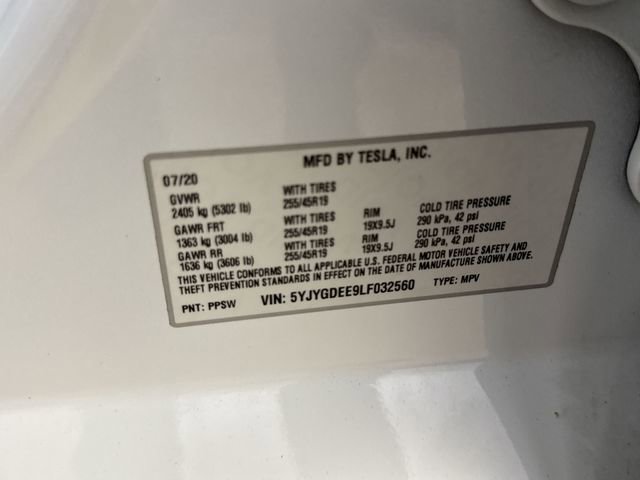 MFD BY TESLA, INC.
07/20
GVWR WITH TIRES
2405 kg (5302 lb) 255/45R19
GAWR FRT WITH TIRES RIM COLD TIRE PRESSURE
1363 kg (3004 lb) 255/45R19 19X9.5J 290 kPa, 42 psi
GAWR RR WITH TIRES RIM COLD TIRE PRESSURE
1636 kg (3606 lb) 255/45R19 19X9.5J 290 kPa, 42 psi
THIS VEHICLE CONFORMS TO ALL APPLICABLE U.S. FEDERAL MOTOR VEHICLE SAFETY AND
THEFT PREVENTION STANDARDS IN EFFECT ON THE DATE OF MANUFACTURE SHOWN ABOVE.
PNT: PPSW VIN: 5YJYGDEE9LF032560 TYPE: MPV